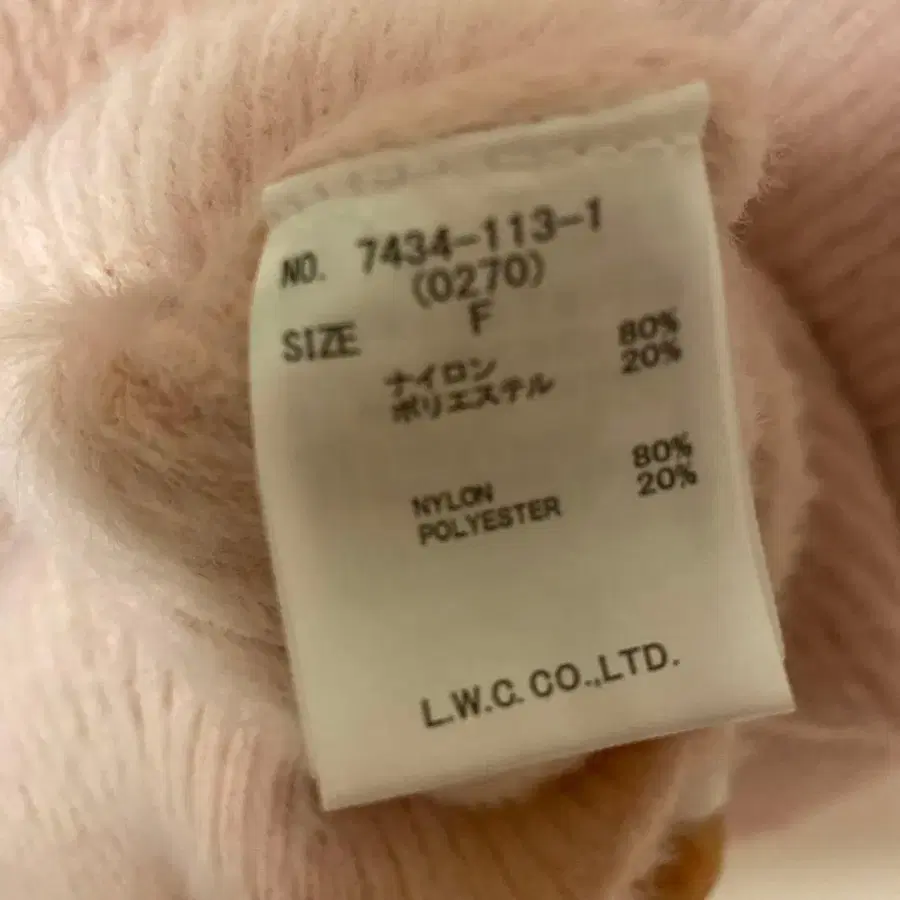 NO. 7434-113-1
(0270)
SIZE F
ナイロン 80%
ポリエステル 20%
NYLON 80%
POLYESTER 20%
L.W.C. CO.,LTD.